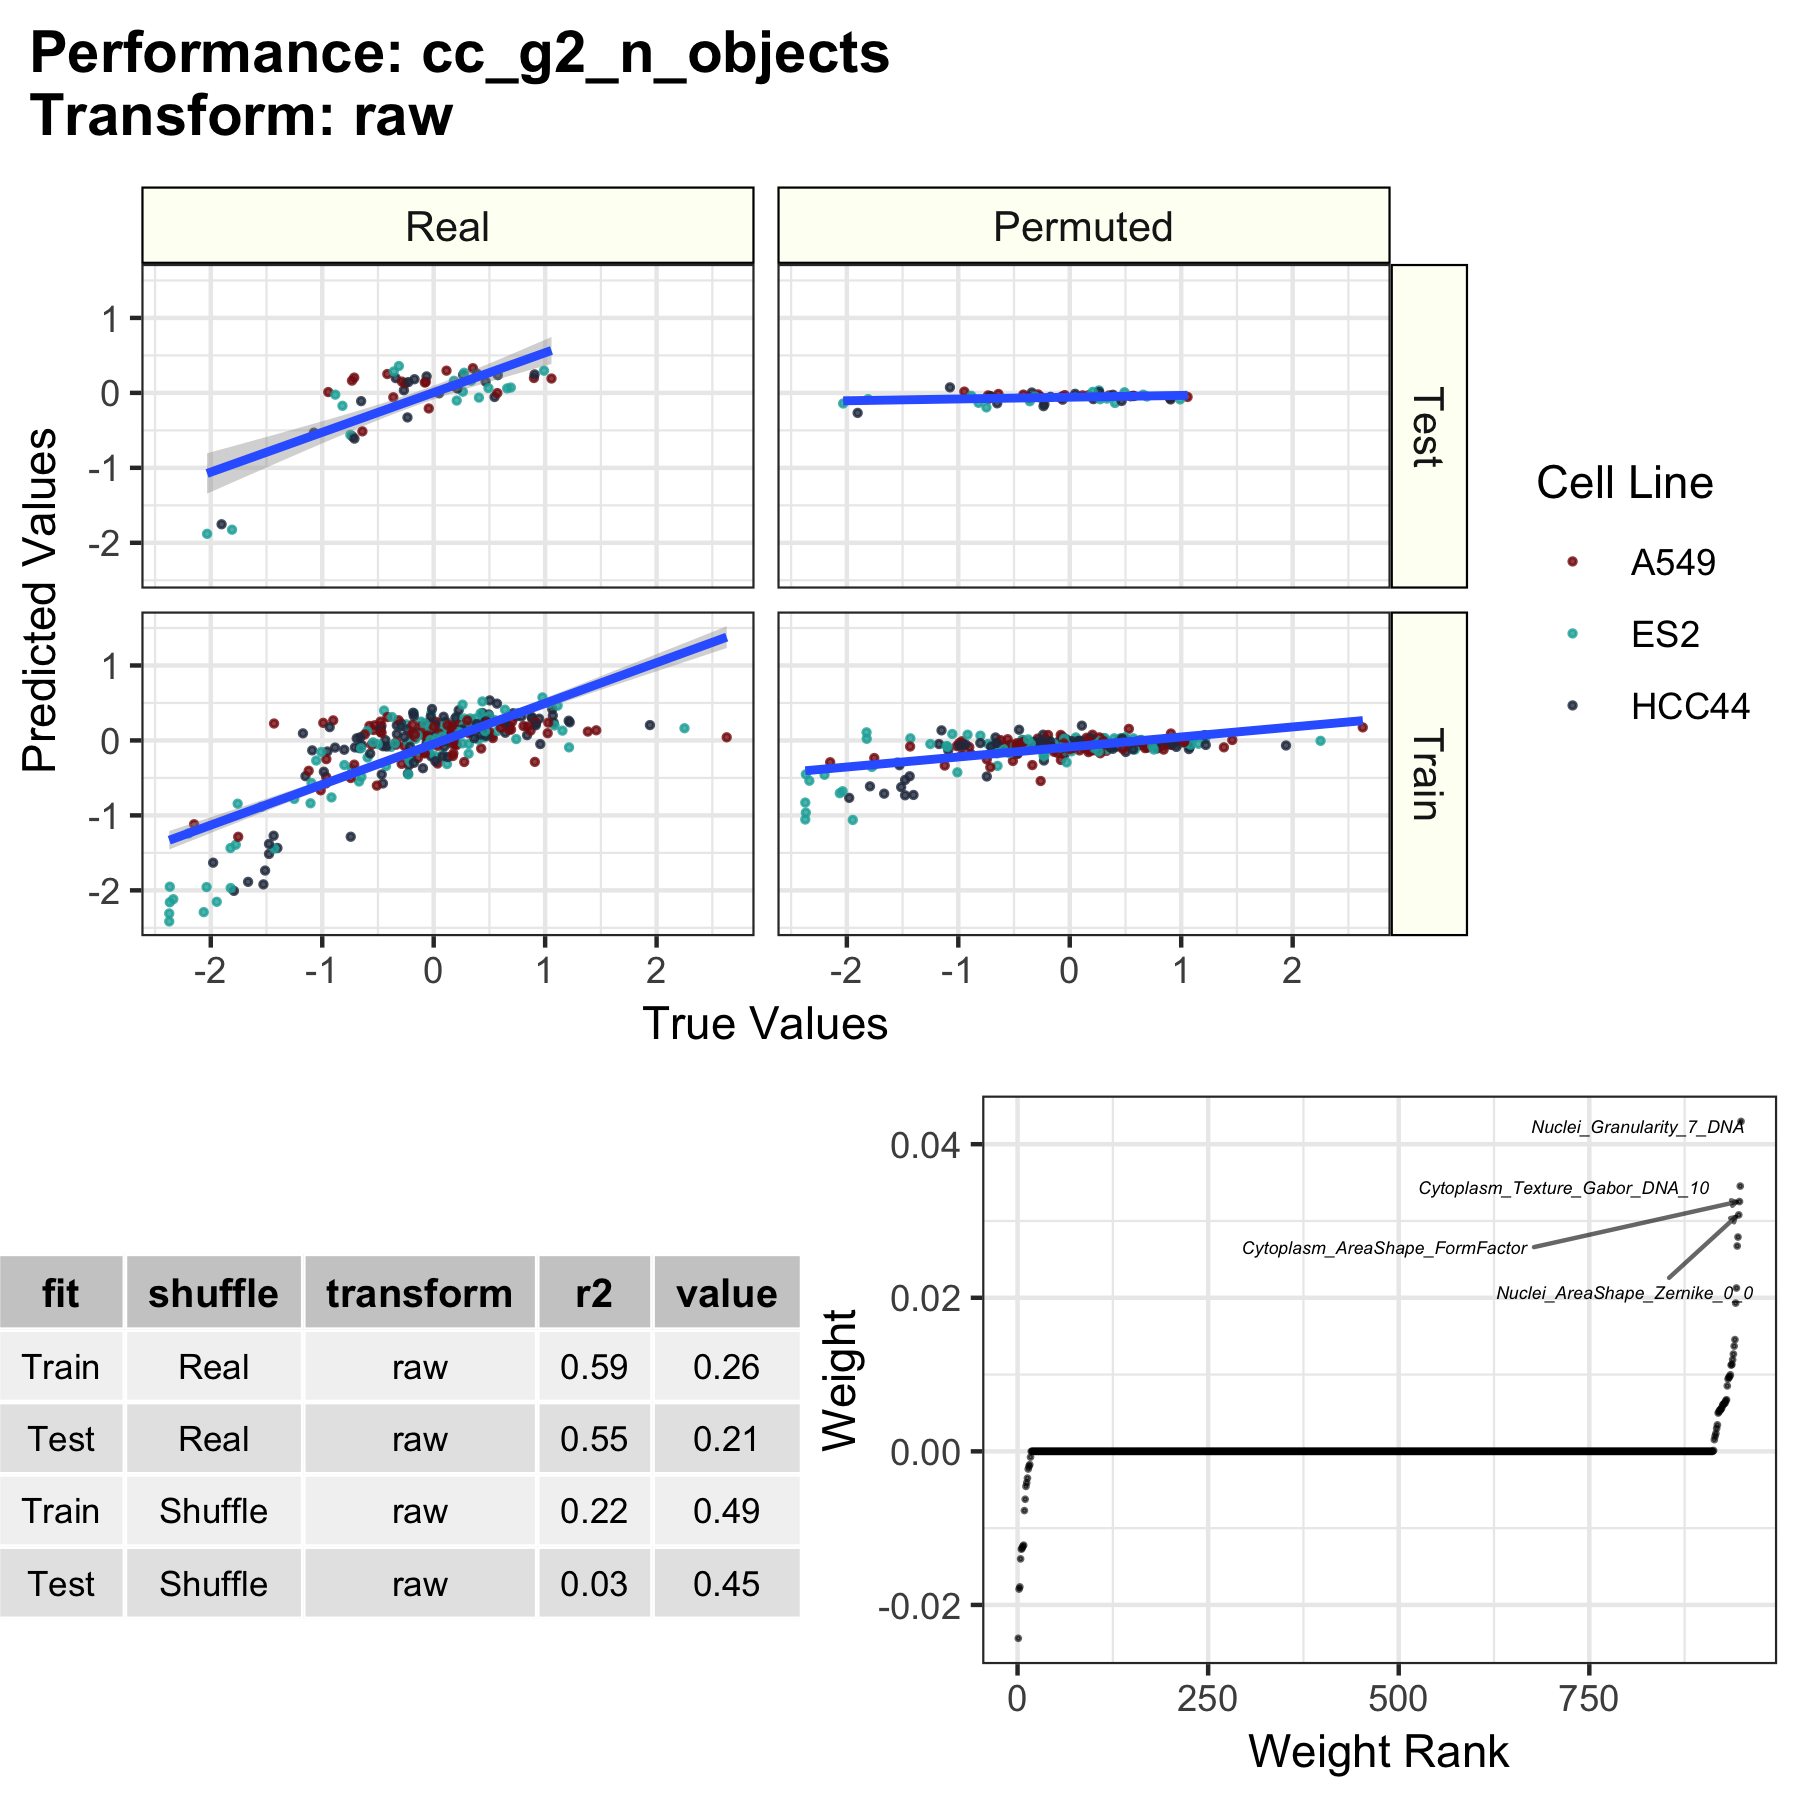 Performance: cc_g2_n_objects
Transform: raw
Real
Permuted
1
0
-1
-2
Test
1
0
-1
-2
Train
Predicted Values
-2 -1 0 1 2
-2 -1 0 1 2
True Values
Cell Line
A549
ES2
HCC44
fit shuffle transform r2 value
Train Real raw 0.59 0.26
Test Real raw 0.55 0.21
Train Shuffle raw 0.22 0.49
Test Shuffle raw 0.03 0.45
Weight
0.04
0.02
0.00
-0.02
Nuclei_Granularity_7_DNA
Cytoplasm_Texture_Gabor_DNA_10
Cytoplasm_AreaShape_FormFactor
Nuclei_AreaShape_Zernike_0_0
0 250 500 750
Weight Rank